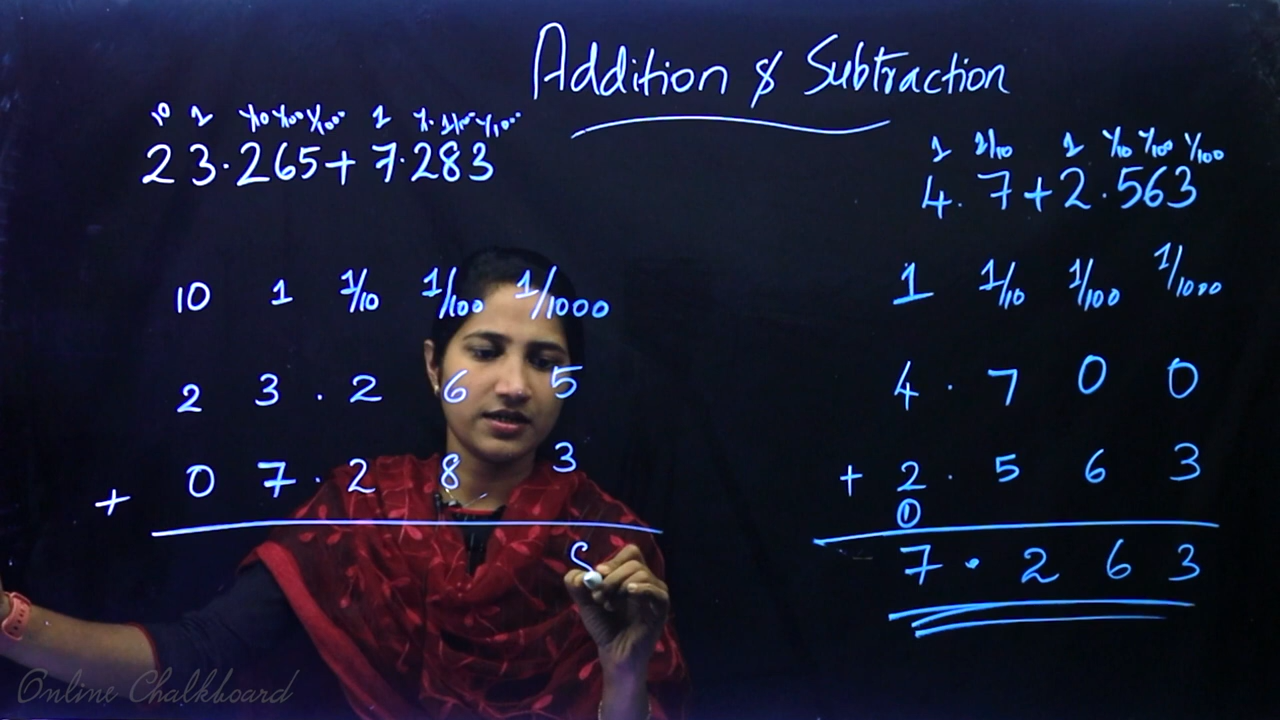 Addition & Subtraction
10 1 1/10 1/100 1/1000 1 1/10 1/100 1/1000
23.265+7.283
10 1 1/10 1/100 1/1000
2 3 . 2 6 5
+ 0 7 . 2 8 3
1 1/10 1 1/10 1/100 1/100
4.7+2.563
1 1/10 1/100 1/1000
4 . 7 0 0
+ 2 . 5 6 3
1
7 . 2 6 3
Online Chalkboard